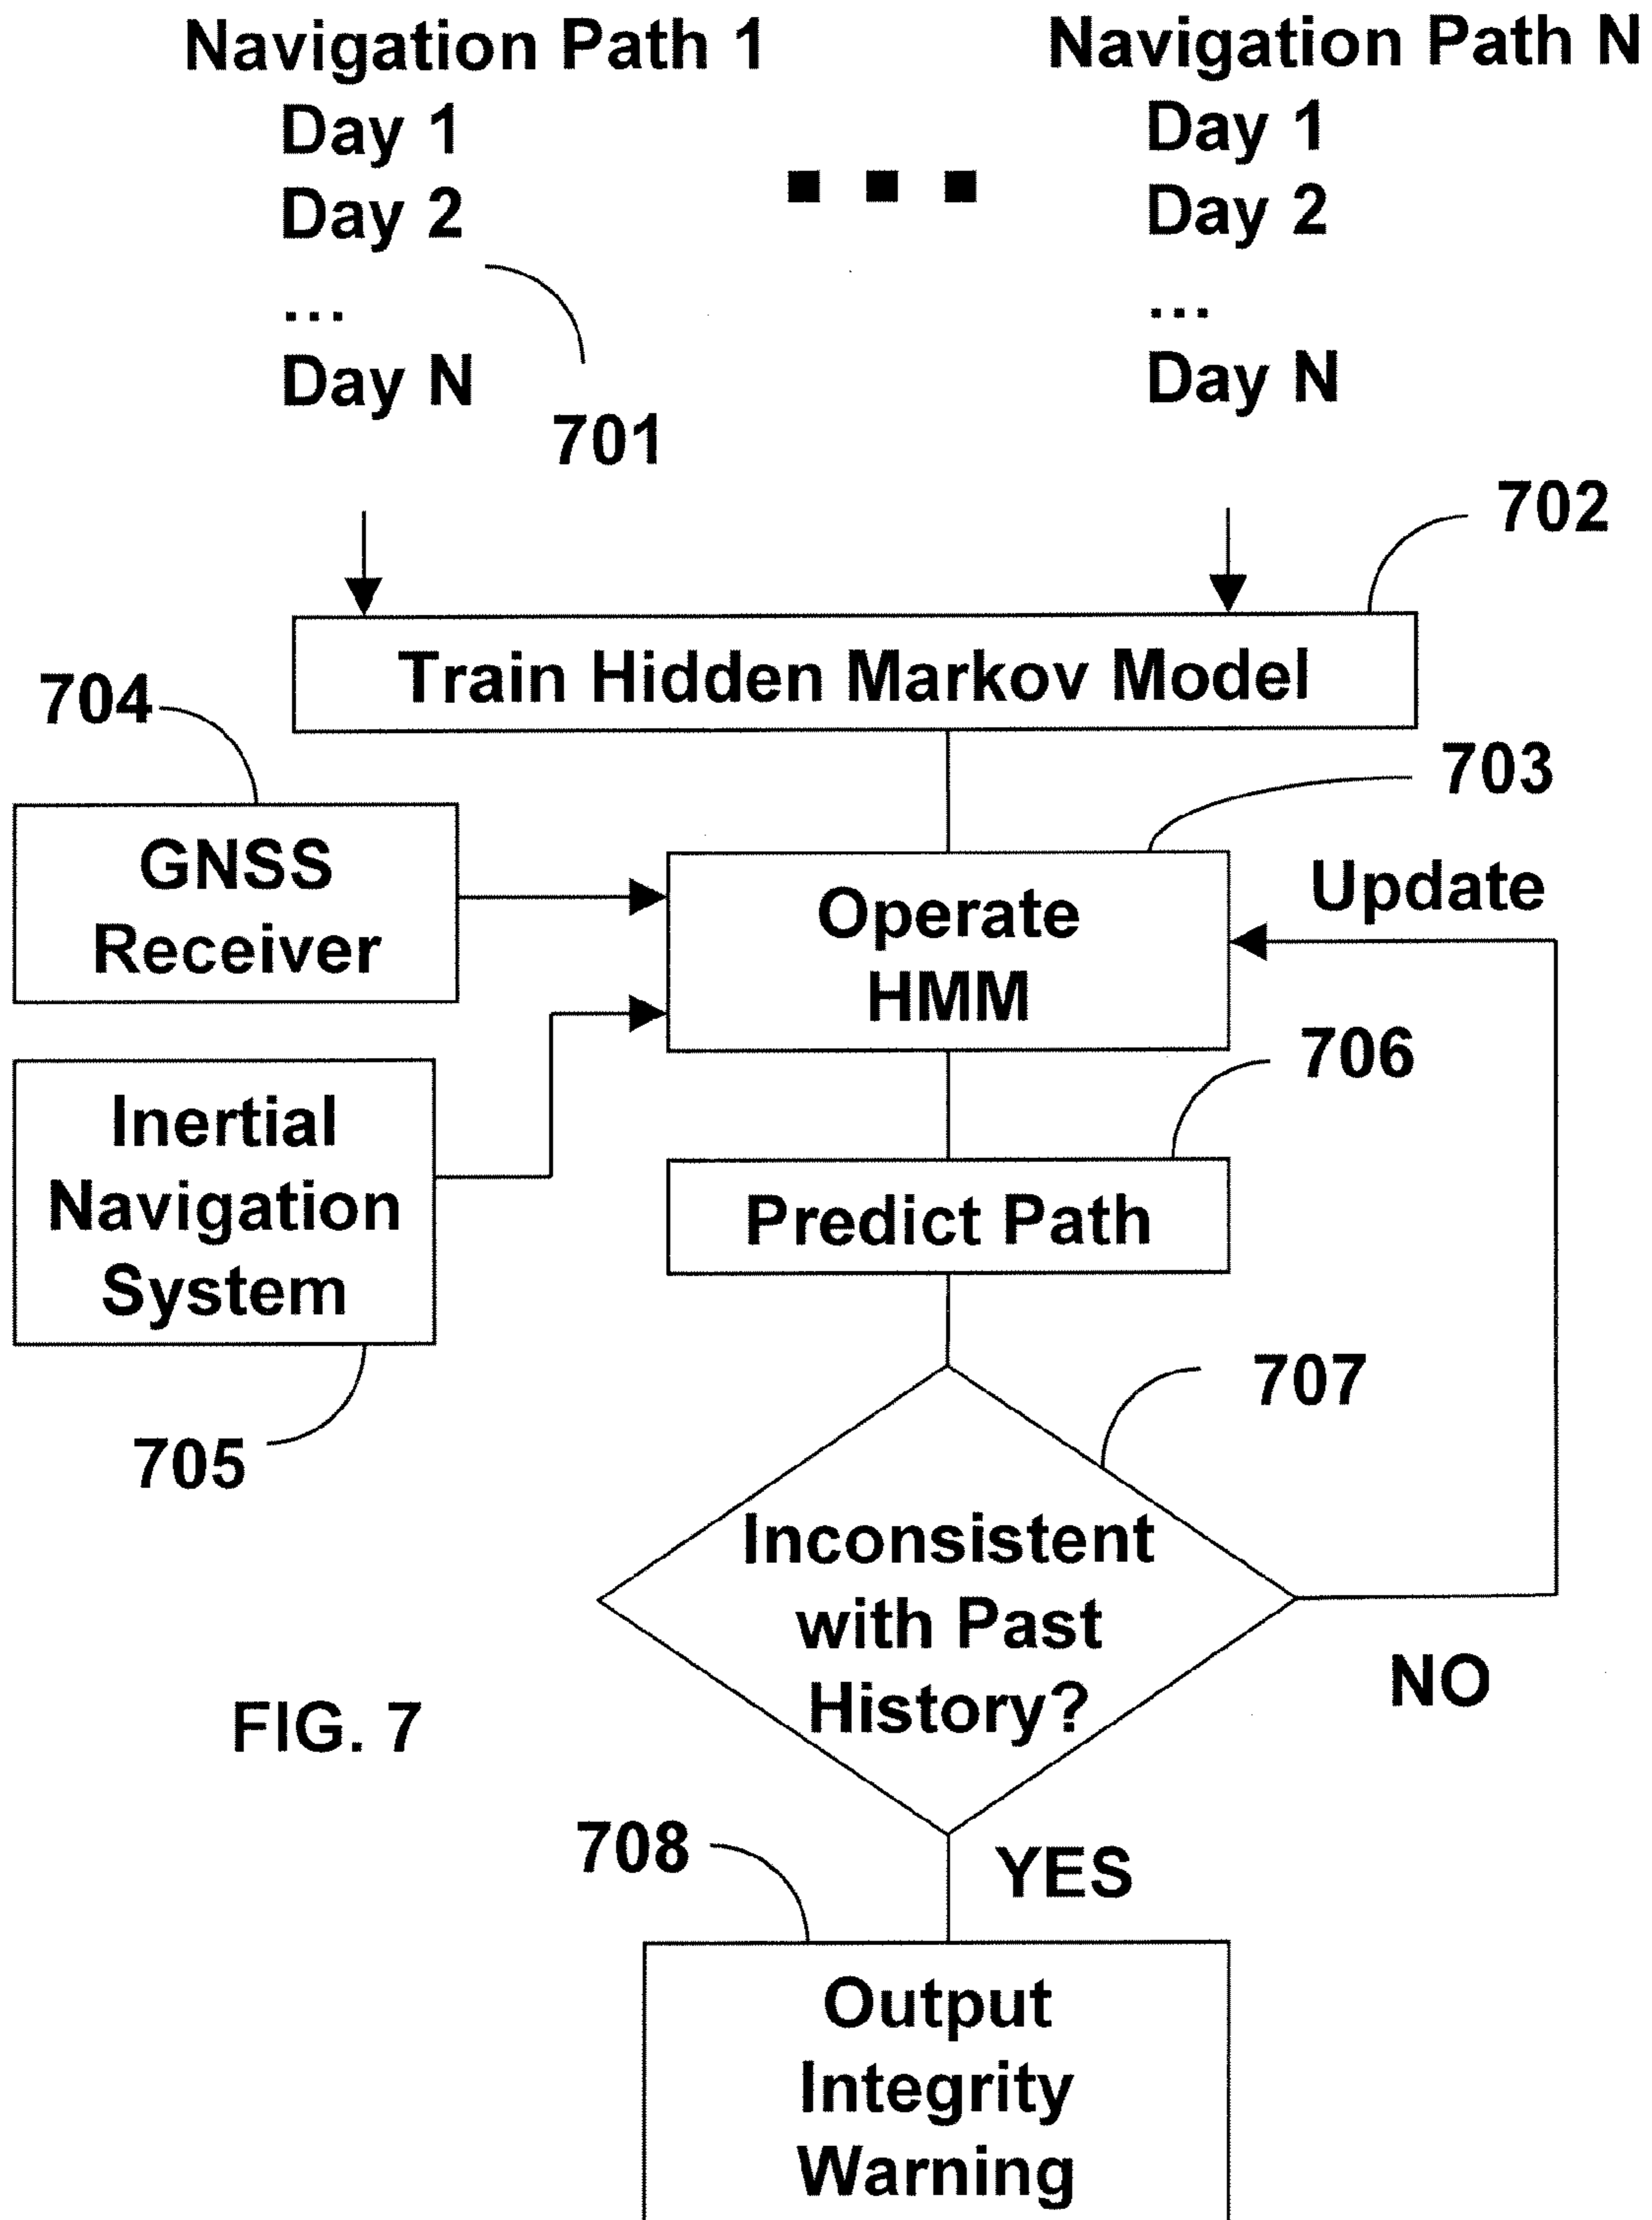 Navigation Path 1
Day 1
Day 2
...
Day N
701
Navigation Path N
Day 1
Day 2
...
Day N
702
Train Hidden Markov Model
704
703
GNSS
Receiver
Operate
HMM
Update
706
Inertial
Navigation
System
705
Predict Path
707
Inconsistent
with Past
History?
NO
FIG. 7
708
YES
Output
Integrity
Warning